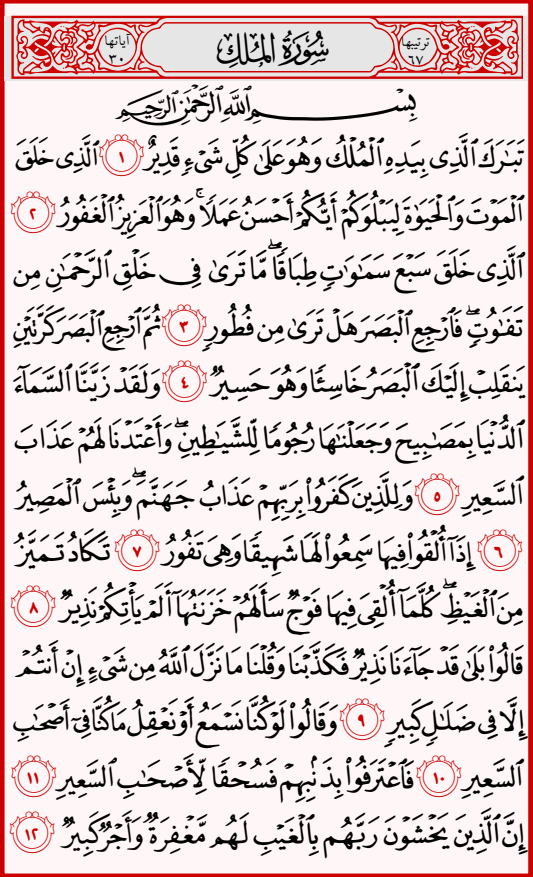 ترتيبها ٦٧ سُورَةُ المُلْكِ آياتها ٣٠
بِسْمِ ٱللَّهِ ٱلرَّحْمَٰنِ ٱلرَّحِيمِ
تَبَٰرَكَ ٱلَّذِى بِيَدِهِ ٱلْمُلْكُ وَهُوَ عَلَىٰ كُلِّ شَىْءٍ قَدِيرٌ ١ ٱلَّذِى خَلَقَ
ٱلْمَوْتَ وَٱلْحَيَوٰةَ لِيَبْلُوَكُمْ أَيُّكُمْ أَحْسَنُ عَمَلًا ۚ وَهُوَ ٱلْعَزِيزُ ٱلْغَفُورُ ٢
ٱلَّذِى خَلَقَ سَبْعَ سَمَٰوَٰتٍ طِبَاقًا ۖ مَّا تَرَىٰ فِى خَلْقِ ٱلرَّحْمَٰنِ مِن
تَفَٰوُتٍ ۖ فَٱرْجِعِ ٱلْبَصَرَ هَلْ تَرَىٰ مِن فُطُورٍ ٣ ثُمَّ ٱرْجِعِ ٱلْبَصَرَ كَرَّتَيْنِ
يَنقَلِبْ إِلَيْكَ ٱلْبَصَرُ خَاسِئًا وَهُوَ حَسِيرٌ ٤ وَلَقَدْ زَيَّنَّا ٱلسَّمَآءَ
ٱلدُّنْيَا بِمَصَٰبِيحَ وَجَعَلْنَٰهَا رُجُومًا لِّلشَّيَٰطِينِ ۖ وَأَعْتَدْنَا لَهُمْ عَذَابَ
ٱلسَّعِيرِ ٥ وَلِلَّذِينَ كَفَرُوا۟ بِرَبِّهِمْ عَذَابُ جَهَنَّمَ ۖ وَبِئْسَ ٱلْمَصِيرُ
٦ إِذَآ أُلْقُوا۟ فِيهَا سَمِعُوا۟ لَهَا شَهِيقًا وَهِىَ تَفُورُ ٧ تَكَادُ تَمَيَّزُ
مِنَ ٱلْغَيْظِ ۖ كُلَّمَآ أُلْقِىَ فِيهَا فَوْجٌ سَأَلَهُمْ خَزَنَتُهَآ أَلَمْ يَأْتِكُمْ نَذِيرٌ ٨
قَالُوا۟ بَلَىٰ قَدْ جَآءَنَا نَذِيرٌ فَكَذَّبْنَا وَقُلْنَا مَا نَزَّلَ ٱللَّهُ مِن شَىْءٍ إِنْ أَنتُمْ
إِلَّا فِى ضَلَٰلٍ كَبِيرٍ ٩ وَقَالُوا۟ لَوْ كُنَّا نَسْمَعُ أَوْ نَعْقِلُ مَا كُنَّا فِىٓ أَصْحَٰبِ
ٱلسَّعِيرِ ١٠ فَٱعْتَرَفُوا۟ بِذَنۢبِهِمْ فَسُحْقًا لِّأَصْحَٰبِ ٱلسَّعِيرِ ١١
إِنَّ ٱلَّذِينَ يَخْشَوْنَ رَبَّهُم بِٱلْغَيْبِ لَهُم مَّغْفِرَةٌ وَأَجْرٌ كَبِيرٌ ١٢